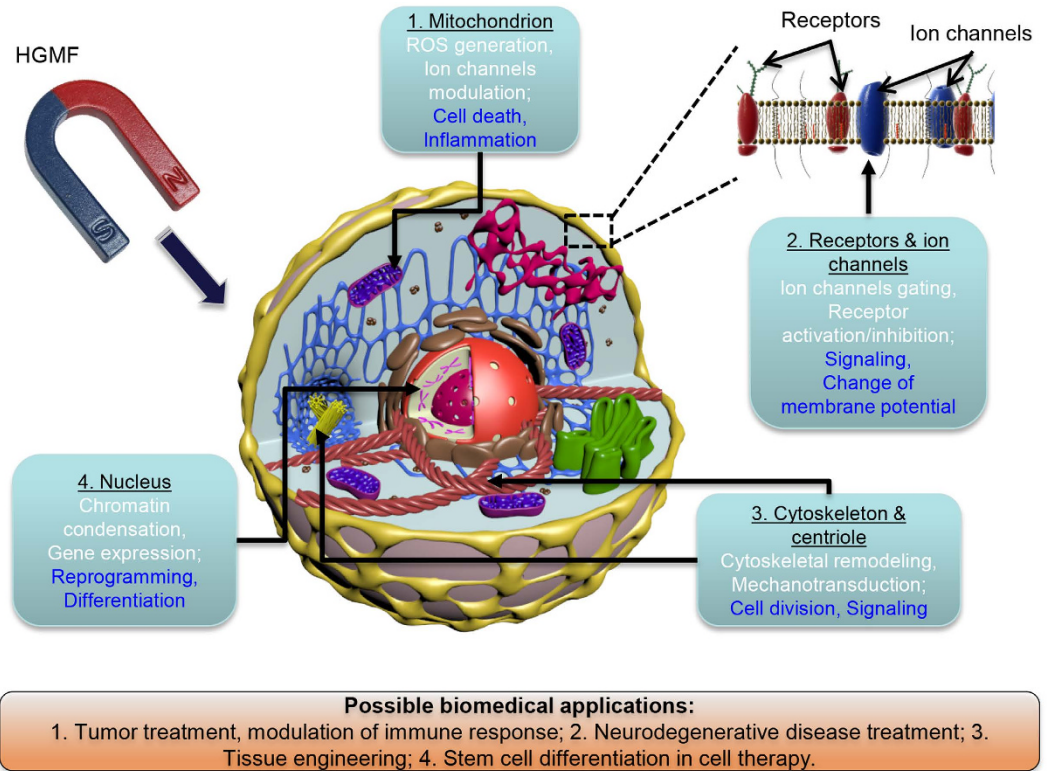 HGMF
N
S
1. Mitochondrion
ROS generation,
Ion channels
modulation;
Cell death,
Inflammation
Receptors
Ion channels
2. Receptors & ion
channels
Ion channels gating,
Receptor
activation/inhibition;
Signaling,
Change of
membrane potential
4. Nucleus
Chromatin
condensation,
Gene expression;
Reprogramming,
Differentiation
3. Cytoskeleton &
centriole
Cytoskeletal remodeling,
Mechanotransduction;
Cell division, Signaling
Possible biomedical applications:
1. Tumor treatment, modulation of immune response; 2. Neurodegenerative disease treatment; 3.
Tissue engineering; 4. Stem cell differentiation in cell therapy.